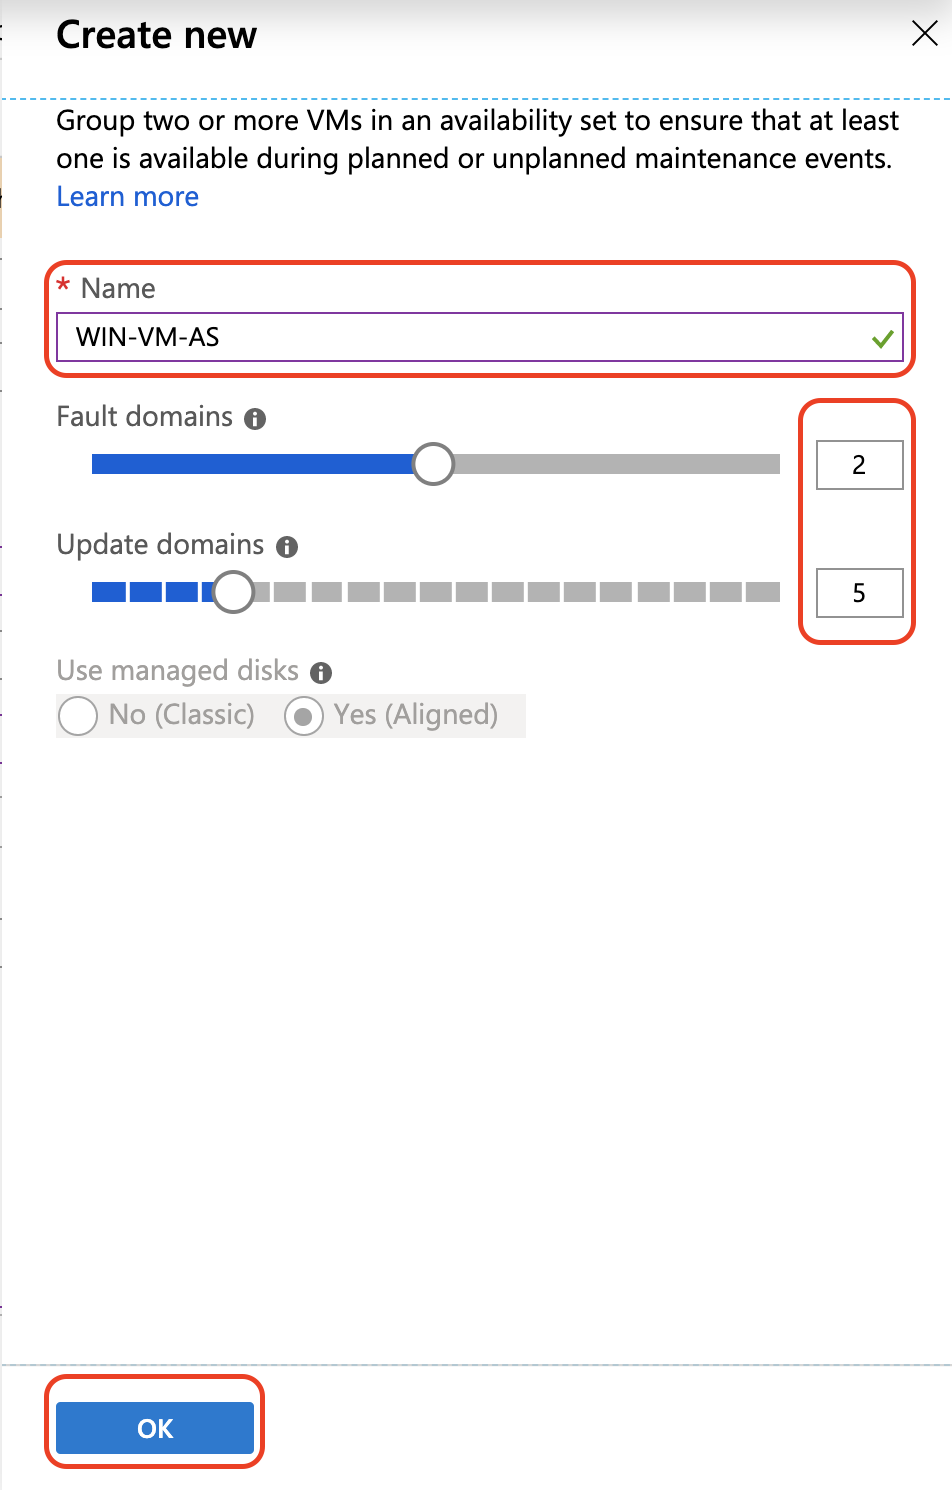 Create new
Group two or more VMs in an availability set to ensure that at least
one is available during planned or unplanned maintenance events.
Learn more
* Name
WIN-VM-AS
Fault domains
2
Update domains
5
Use managed disks
No (Classic) Yes (Aligned)
OK